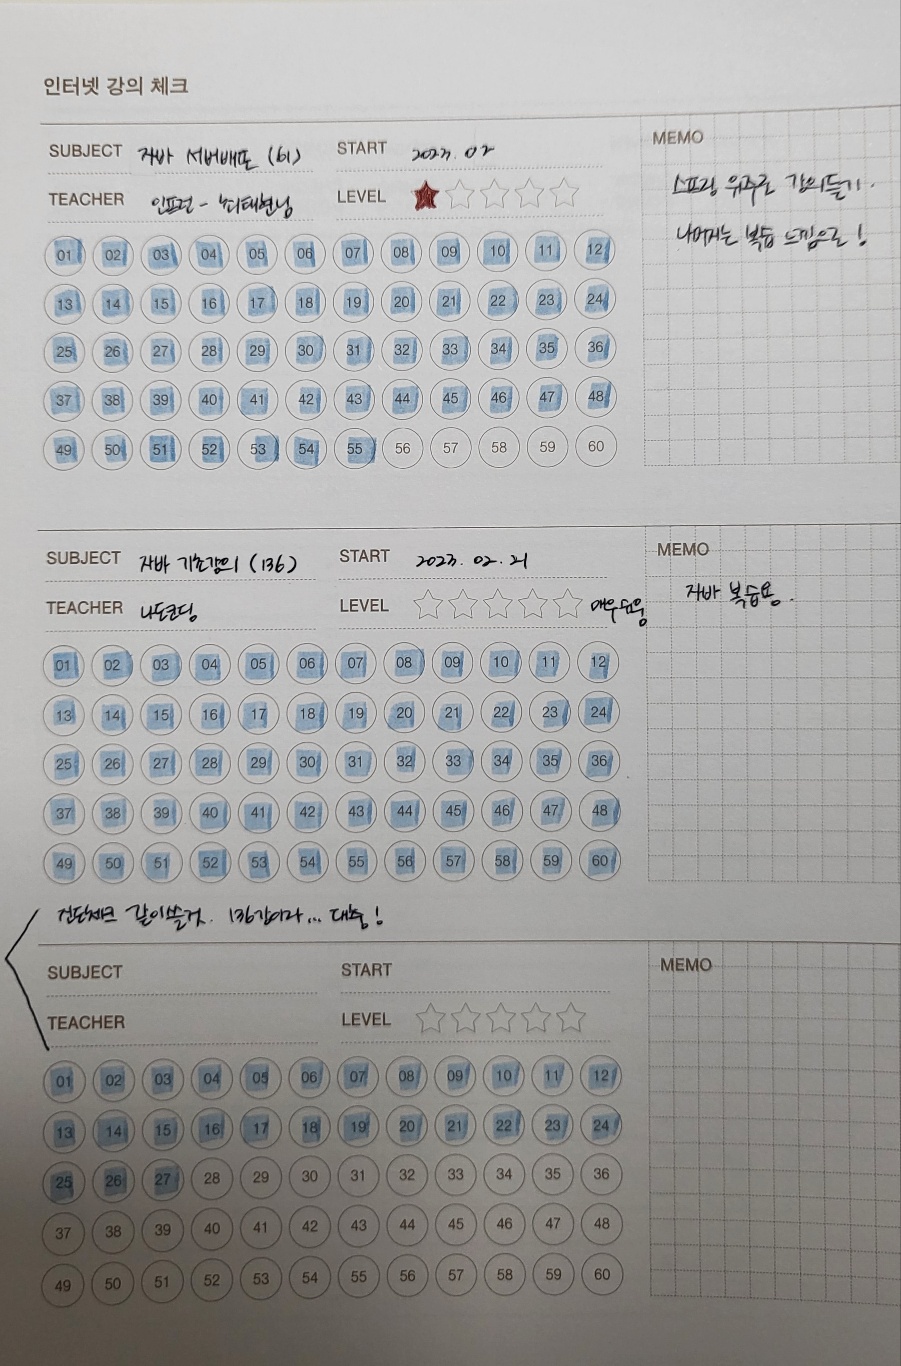 인터넷 강의 체크
SUBJECT 자바 서버배포 (61) START 2023. 02 MEMO
TEACHER 인프런 - 최태현님 LEVEL
스프링 위주로 강의듣기.
나머지는 복습 느낌으로!
01 02 03 04 05 06 07 08 09 10 11 12
13 14 15 16 17 18 19 20 21 22 23 24
25 26 27 28 29 30 31 32 33 34 35 36
37 38 39 40 41 42 43 44 45 46 47 48
49 50 51 52 53 54 55 56 57 58 59 60
SUBJECT 자바 기초강의 (136) START 2023. 02. 21 MEMO
TEACHER 나도코딩 LEVEL 매우쉬움 자바 복습용.
01 02 03 04 05 06 07 08 09 10 11 12
13 14 15 16 17 18 19 20 21 22 23 24
25 26 27 28 29 30 31 32 33 34 35 36
37 38 39 40 41 42 43 44 45 46 47 48
49 50 51 52 53 54 55 56 57 58 59 60
같이쓸것. 136강이라... 대충!
SUBJECT START MEMO
TEACHER LEVEL
01 02 03 04 05 06 07 08 09 10 11 12
13 14 15 16 17 18 19 20 21 22 23 24
25 26 27 28 29 30 31 32 33 34 35 36
37 38 39 40 41 42 43 44 45 46 47 48
49 50 51 52 53 54 55 56 57 58 59 60